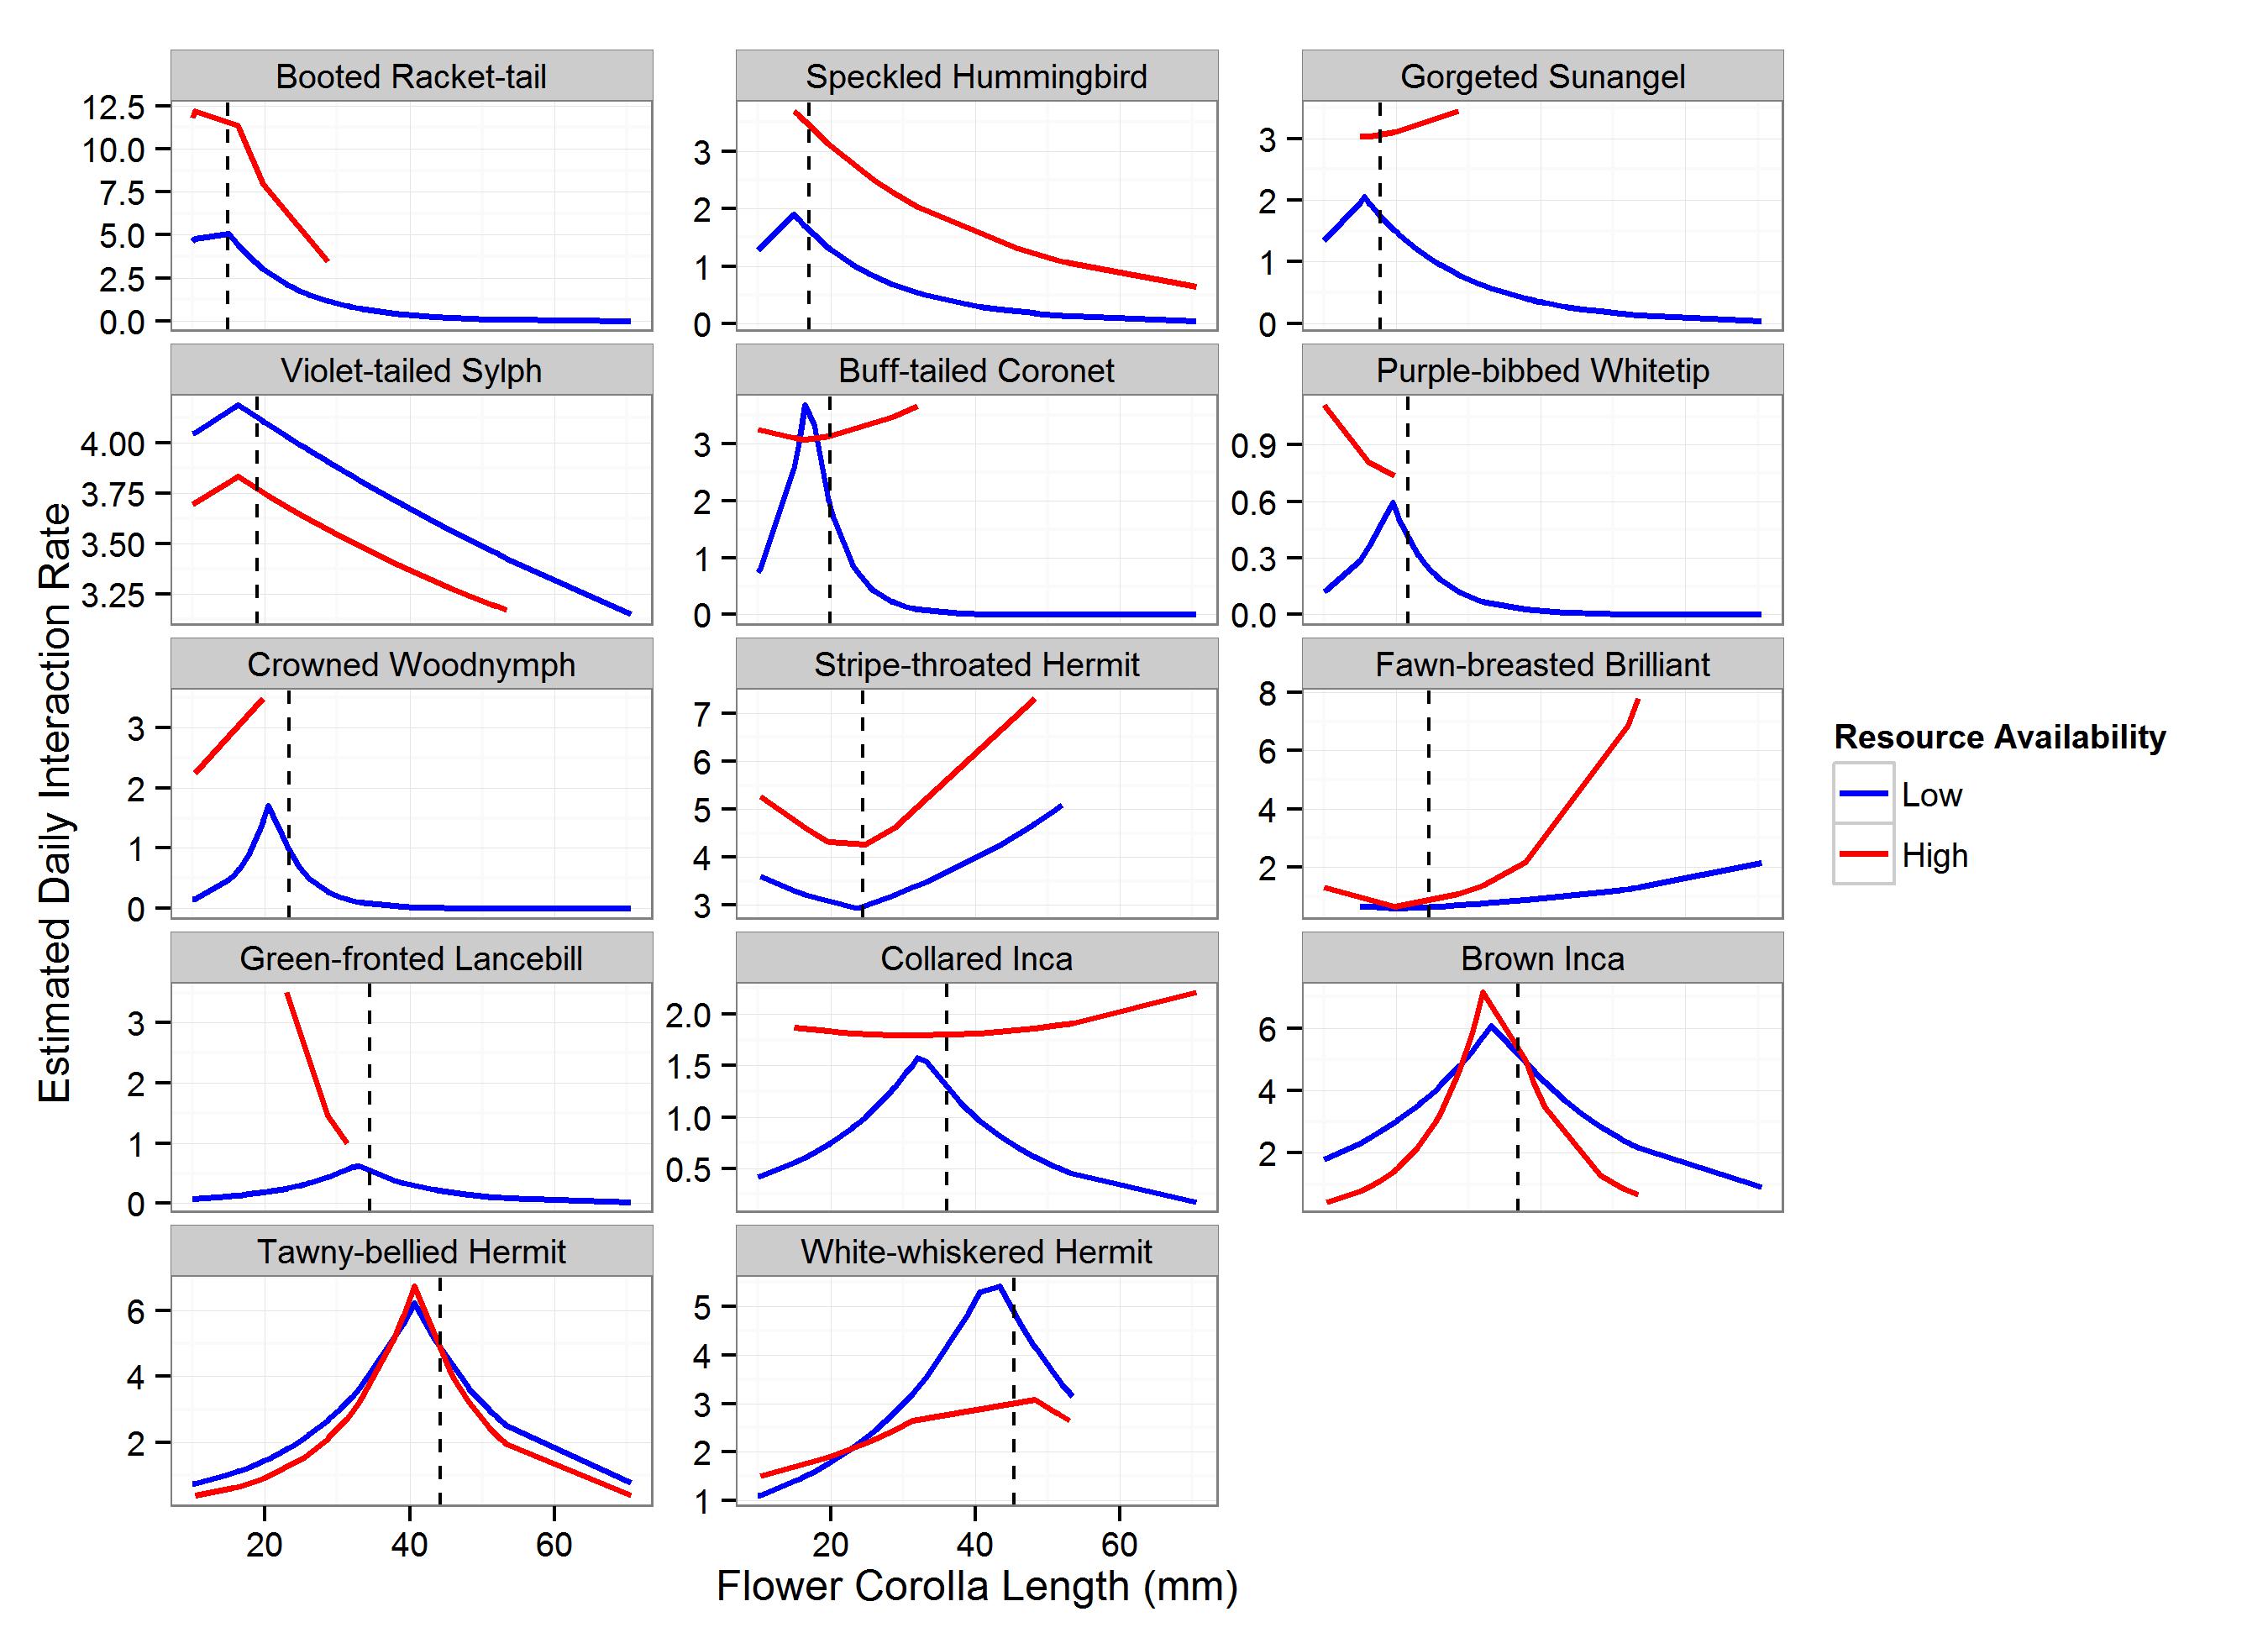 Booted Racket-tail
Speckled Hummingbird
Gorgeted Sunangel
12.5
10.0
7.5
5.0
2.5
0.0
3
2
1
0
3
2
1
0
Violet-tailed Sylph
Buff-tailed Coronet
Purple-bibbed Whitetip
4.00
3.75
3.50
3.25
3
2
1
0
0.9
0.6
0.3
0.0
Crowned Woodnymph
Stripe-throated Hermit
Fawn-breasted Brilliant
3
2
1
0
7
6
5
4
3
8
6
4
2
Green-fronted Lancebill
Collared Inca
Brown Inca
3
2
1
0
2.0
1.5
1.0
0.5
6
4
2
Tawny-bellied Hermit
White-whiskered Hermit
6
4
2
5
4
3
2
1
20 40 60
20 40 60
Flower Corolla Length (mm)
Estimated Daily Interaction Rate
Resource Availability
Low
High